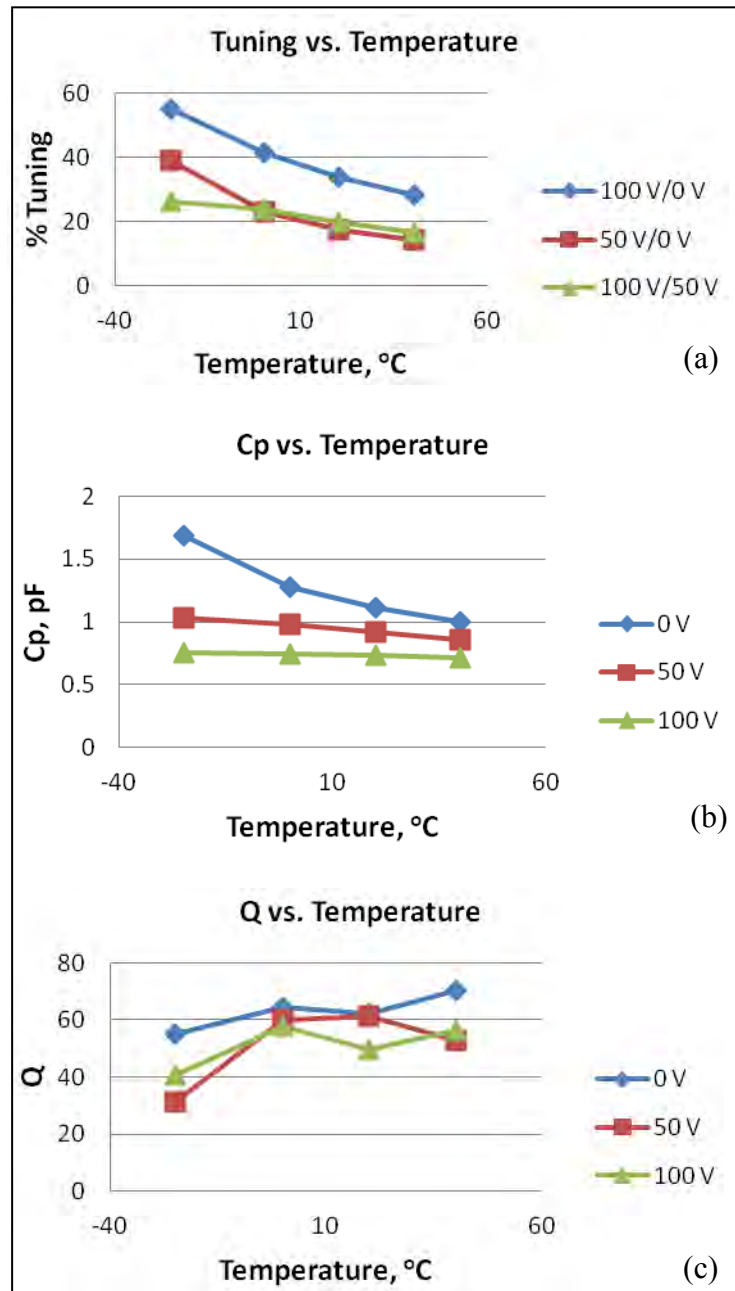 Tuning vs. Temperature
60
40
20
0
-40
10
60
% Tuning
Temperature, °C
100 V/0 V
50 V/0 V
100 V/50 V
(a)
Cp vs. Temperature
2
1.5
1
0.5
0
-40
10
60
Cp, pF
Temperature, °C
0 V
50 V
100 V
(b)
Q vs. Temperature
80
60
40
20
0
-40
10
60
Q
Temperature, °C
0 V
50 V
100 V
(c)